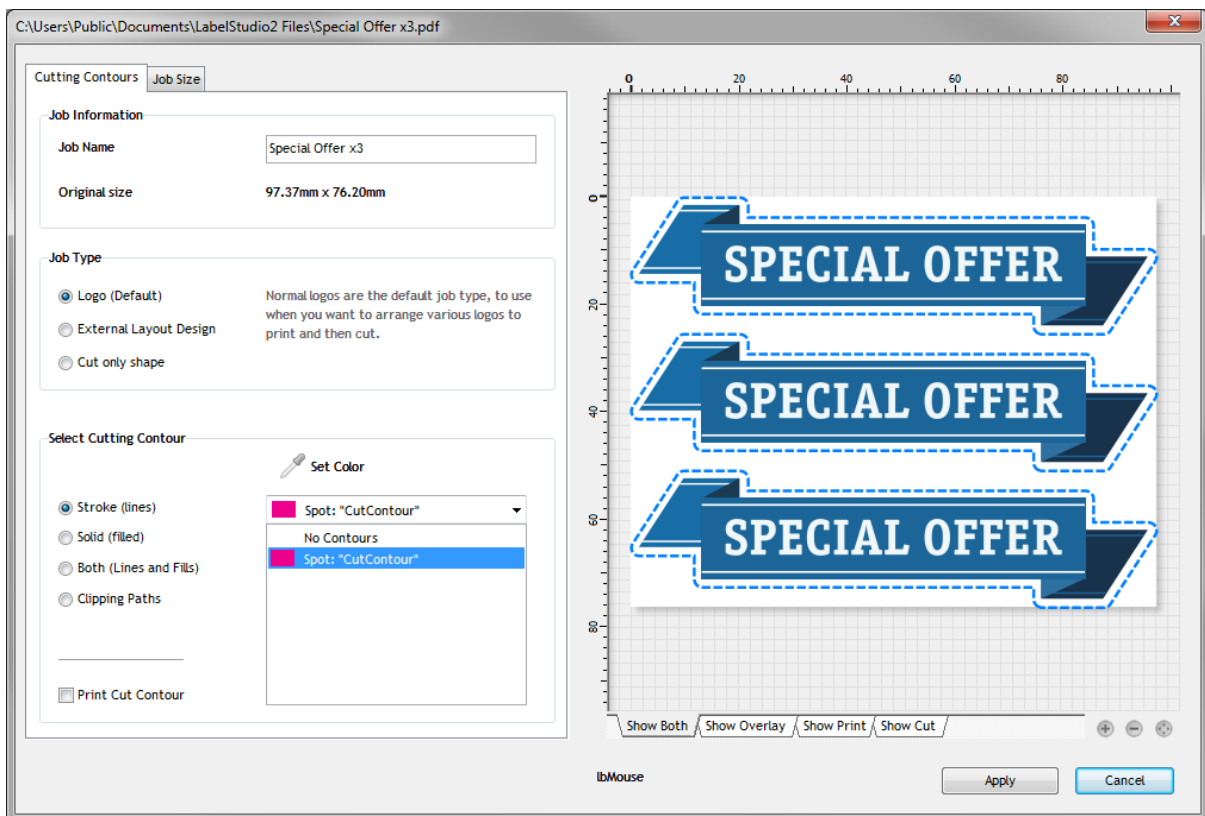 C:\Users\Public\Documents\LabelStudio2 Files\Special Offer x3.pdf
Cutting Contours
Job Size
Job Information
Job Name
Special Offer x3
Original size
97.37mm x 76.20mm
Job Type
Logo (Default)
External Layout Design
Cut only shape
Normal logos are the default job type, to use
when you want to arrange various logos to
print and then cut.
Select Cutting Contour
Set Color
Stroke (lines)
Solid (filled)
Both (Lines and Fills)
Clipping Paths
Spot: "CutContour"
No Contours
Spot: "CutContour"
Print Cut Contour
0 20 40 60 80
0
20
40
60
80
SPECIAL OFFER
SPECIAL OFFER
SPECIAL OFFER
Show Both
Show Overlay
Show Print
Show Cut
lbMouse
Apply
Cancel